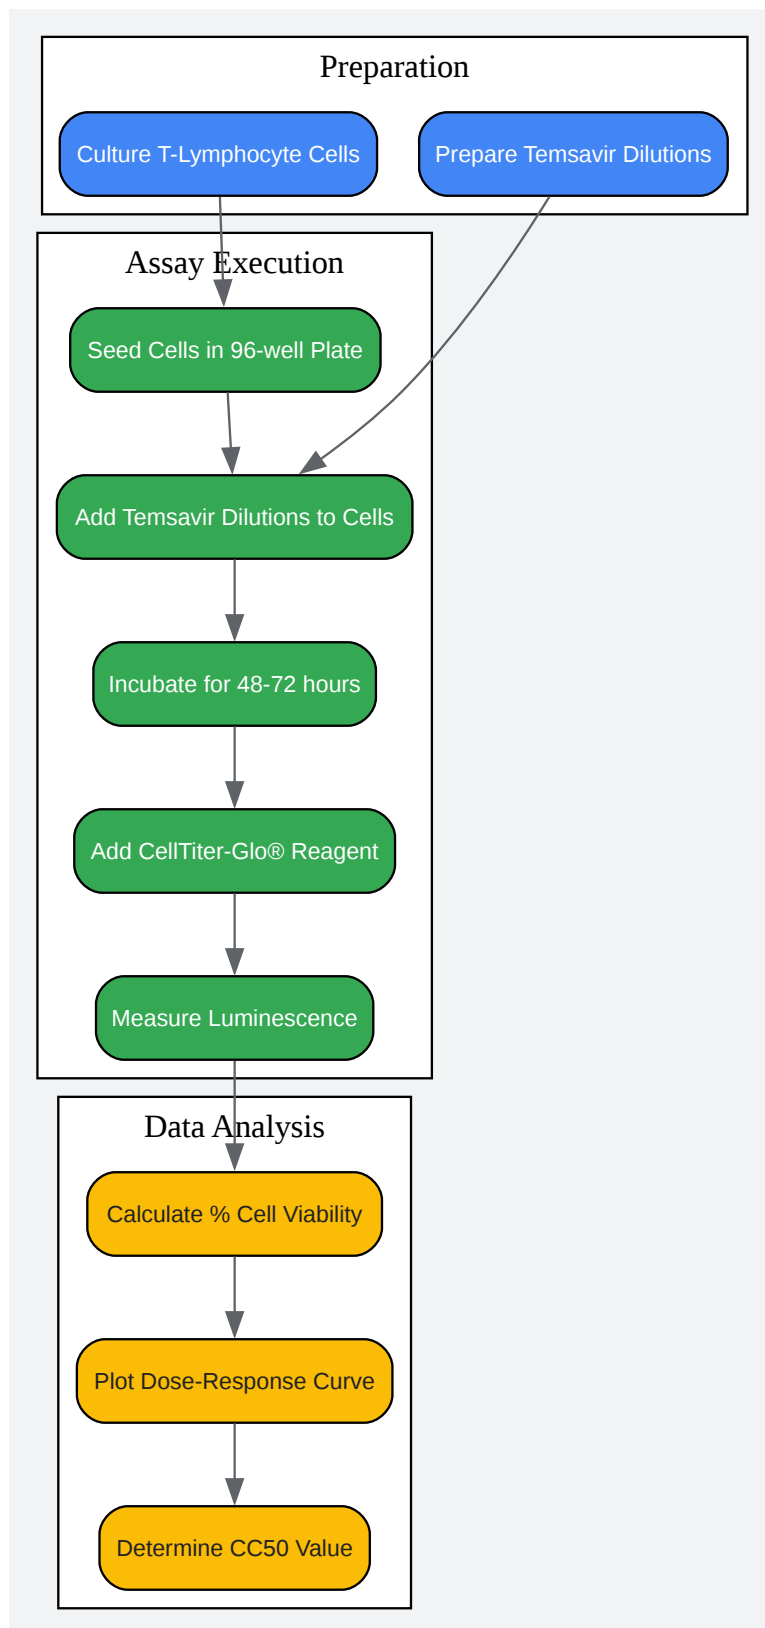 Preparation
Culture T-Lymphocyte Cells
Prepare Temsavir Dilutions
Assay Execution
Seed Cells in 96-well Plate
Add Temsavir Dilutions to Cells
Incubate for 48-72 hours
Add CellTiter-Glo® Reagent
Measure Luminescence
Data Analysis
Calculate % Cell Viability
Plot Dose-Response Curve
Determine CC50 Value